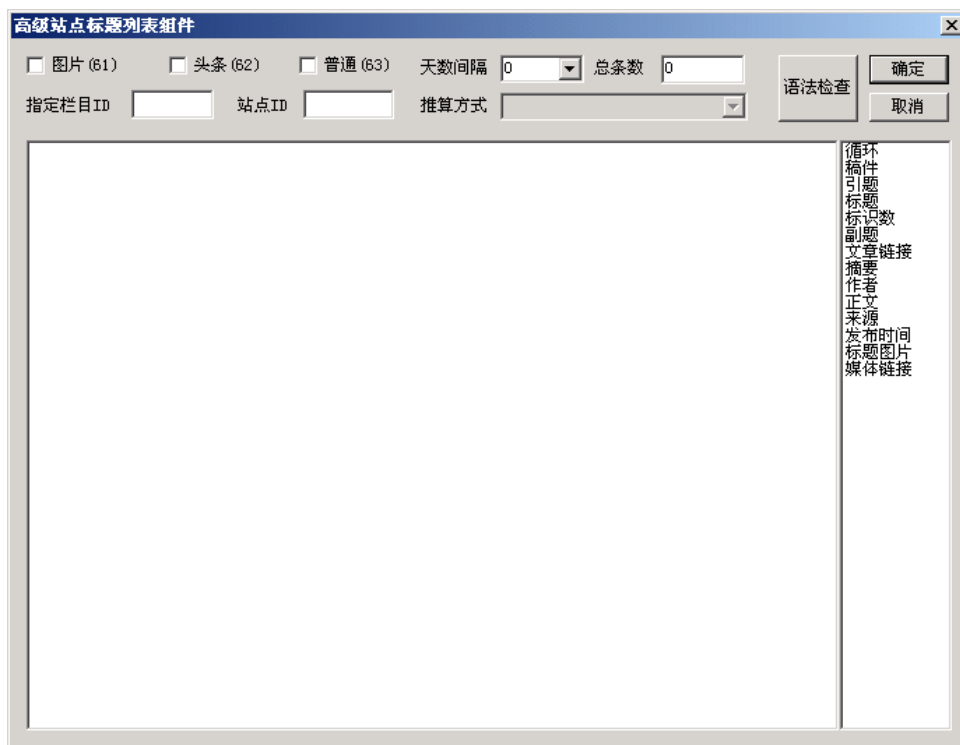 高级站点标题列表组件
图片(61) 头条(62) 普通(63) 天数间隔 0 总条数 0 语法检查 确定
指定栏目ID 站点ID 推算方式 取消
循环
稿件
引题
标题
标识数
副题
文章链接
摘要
作者
正文
来源
发布时间
标题图片
媒体链接